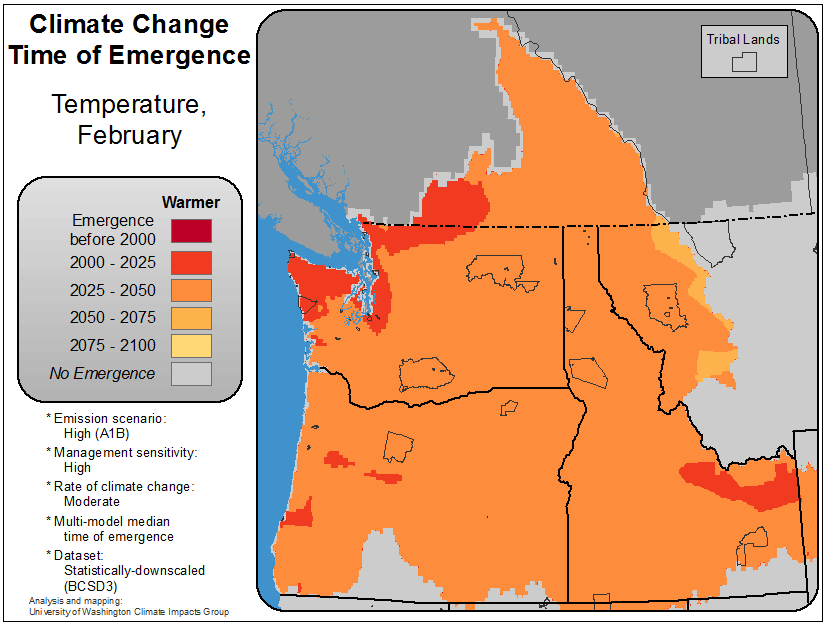 Climate Change
Time of Emergence
Temperature,
February
Warmer
Emergence
before 2000
2000 - 2025
2025 - 2050
2050 - 2075
2075 - 2100
No Emergence
* Emission scenario:
High (A1B)
* Management sensitivity:
High
* Rate of climate change:
Moderate
* Multi-model median
time of emergence
* Dataset:
Statistically-downscaled
(BCSD3)
Analysis and mapping:
University of Washington Climate Impacts Group
Tribal Lands